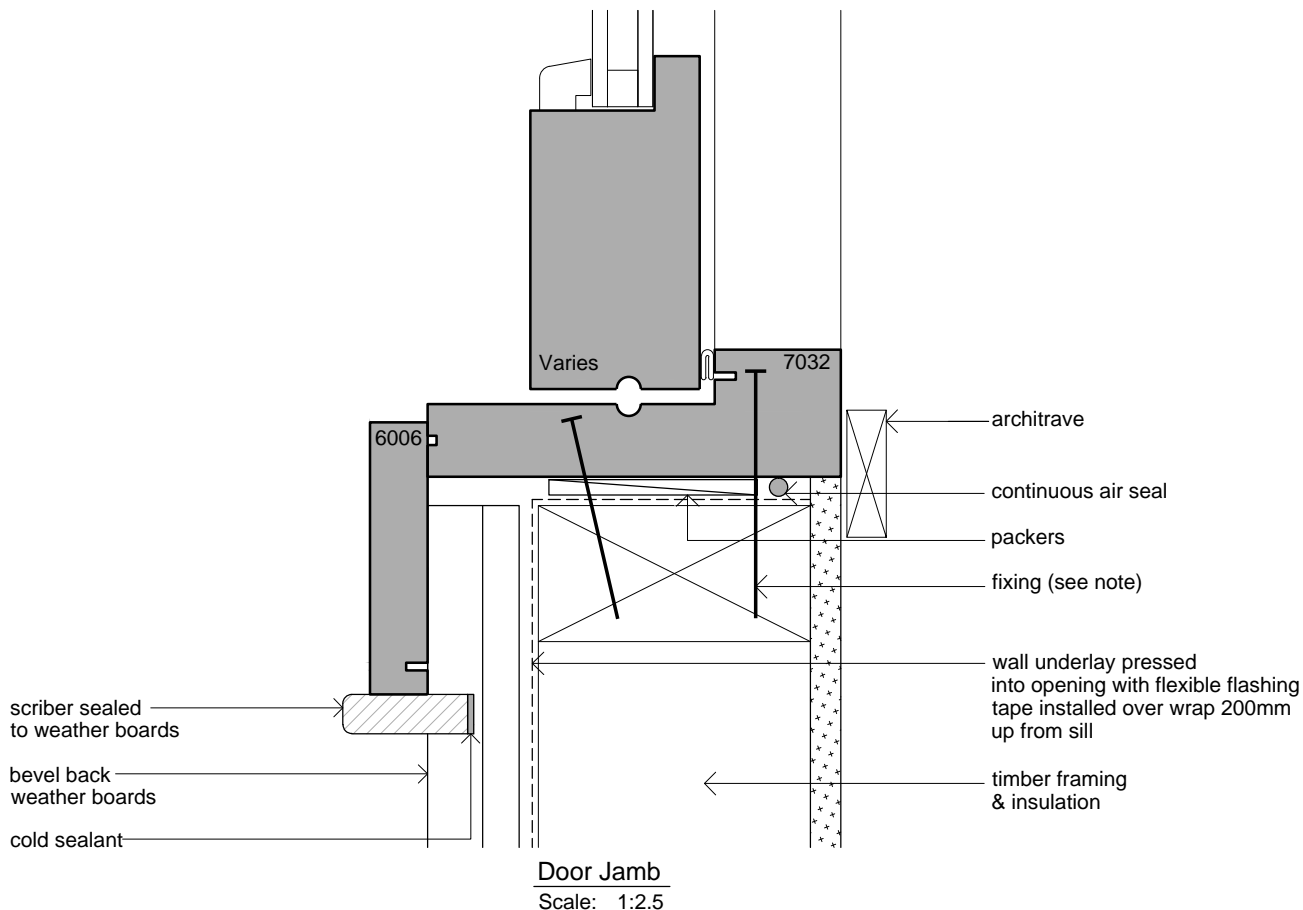 Varies
7032
6006
architrave
continuous air seal
packers
fixing (see note)
wall underlay pressed
into opening with flexible flashing
tape installed over wrap 200mm
up from sill
timber framing
& insulation
scriber sealed
to weather boards
bevel back
weather boards
cold sealant
Door Jamb
Scale: 1:2.5